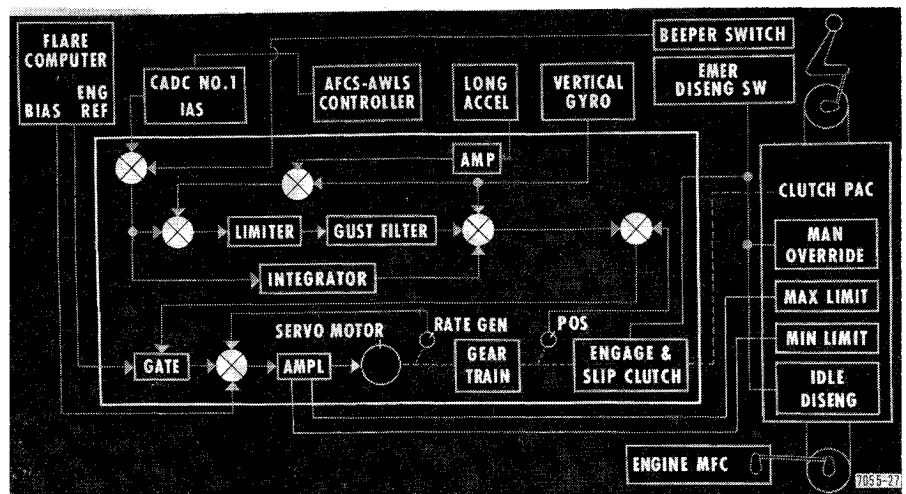 FLARE
COMPUTER
ENG
BIAS REF
CADC NO.1
IAS
AFCS-AWLS
CONTROLLER
LONG
ACCEL
VERTICAL
GYRO
BEEPER SWITCH
EMER
DISENG SW
AMP
CLUTCH PAC
LIMITER
GUST FILTER
MAN
OVERRIDE
INTEGRATOR
MAX LIMIT
SERVO MOTOR
RATE GEN
POS
MIN LIMIT
GATE
AMPL
GEAR
TRAIN
ENGAGE &
SLIP CLUTCH
IDLE
DISENG
ENGINE MFC
7055-27